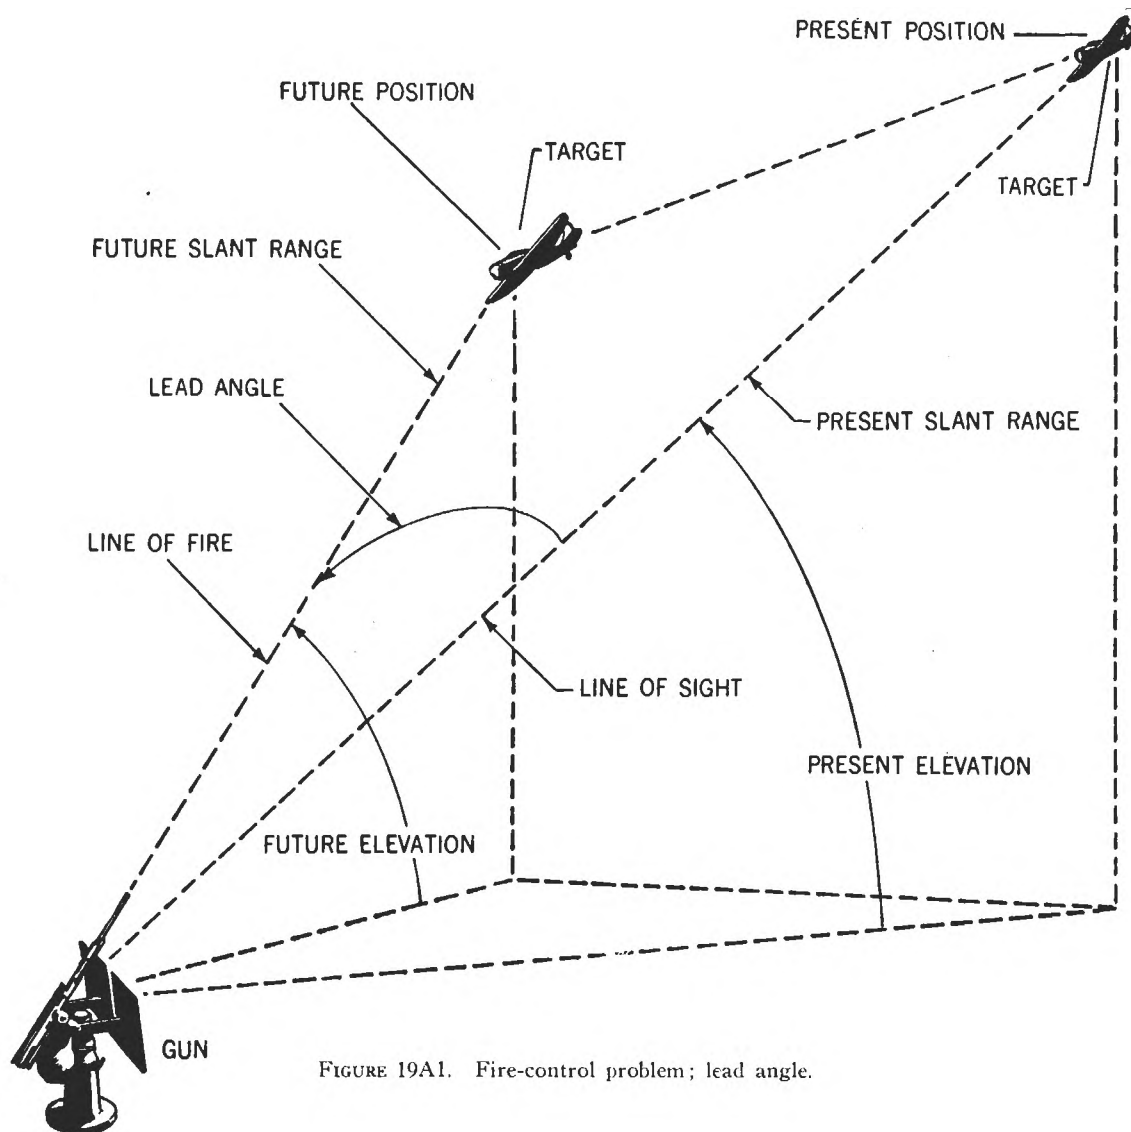 PRESENT POSITION
FUTURE POSITION
TARGET
TARGET
FUTURE SLANT RANGE
LEAD ANGLE
PRESENT SLANT RANGE
LINE OF FIRE
LINE OF SIGHT
PRESENT ELEVATION
FUTURE ELEVATION
GUN
FIGURE 19A1. Fire-control problem; lead angle.